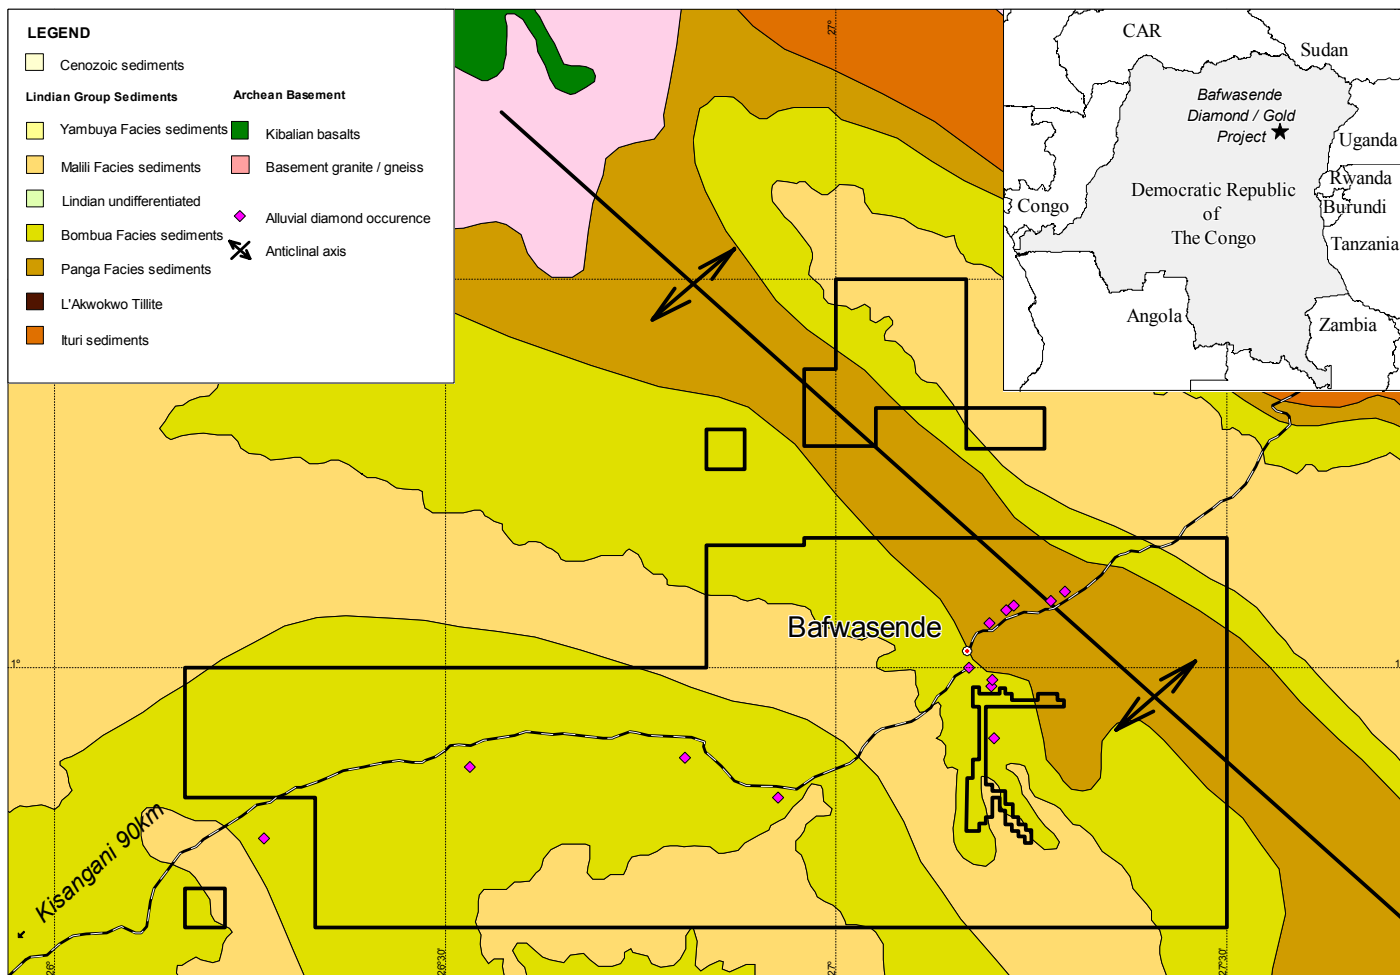 LEGEND
Cenozoic sediments
Lindian Group Sediments
Yambuya Facies sediments
Malili Facies sediments
Lindian undifferentiated
Bombua Facies sediments
Panga Facies sediments
L'Akwokwo Tillite
Ituri sediments
Archean Basement
Kibalian basalts
Basement granite / gneiss
Alluvial diamond occurence
Anticlinal axis
27°
CAR
Sudan
Bafwasende
Diamond / Gold
Project
Uganda
Rwanda
Burundi
Congo
Democratic Republic
of
The Congo
Tanzania
Angola
Zambia
Bafwasende
1°
1
Kisangani 90km
26°
26°30'
27°
27°30'